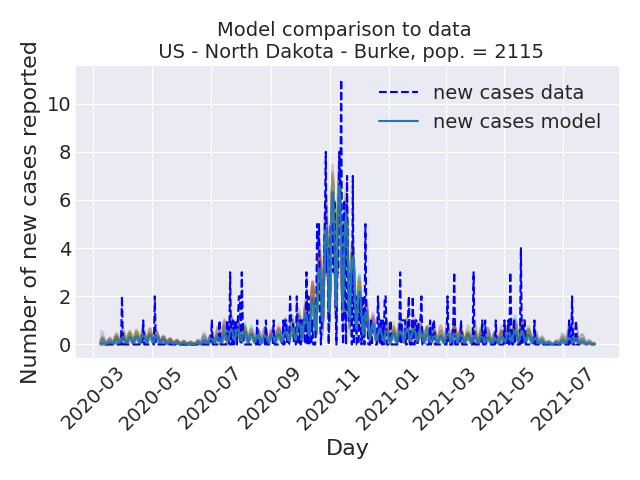 Model comparison to data
US - North Dakota - Burke, pop. = 2115
Number of new cases reported
10
8
6
4
2
0
new cases data
new cases model
2020-03
2020-05
2020-07
2020-09
2020-11
2021-01
2021-03
2021-05
2021-07
Day